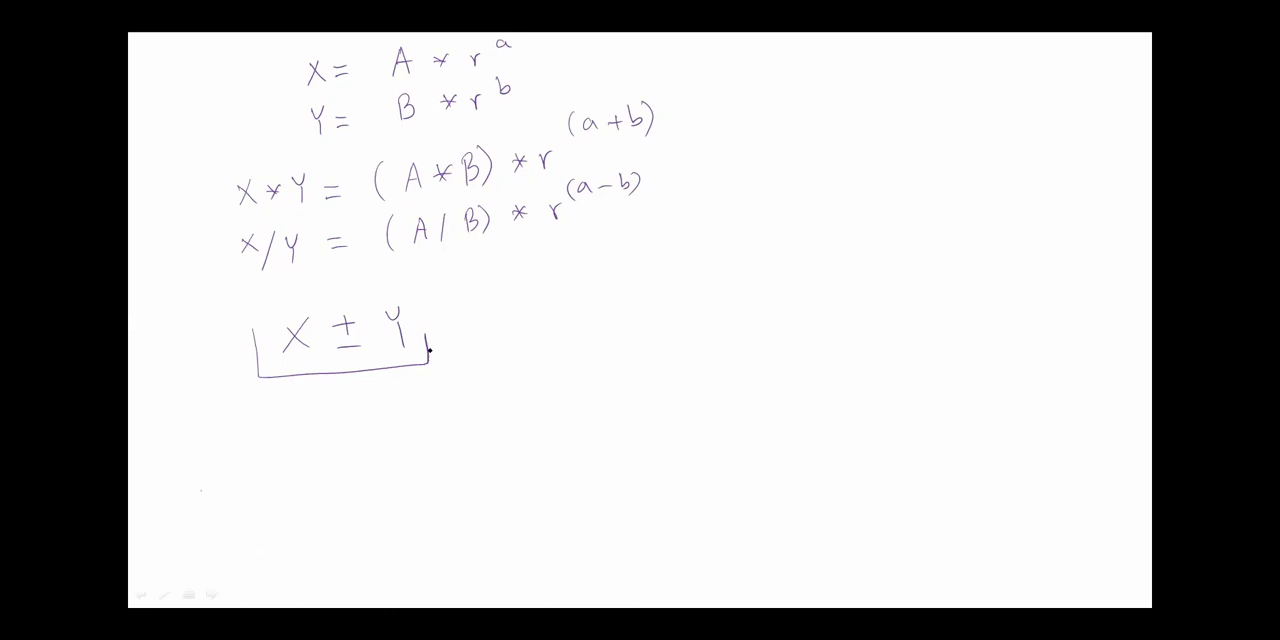 X = A * r^a
Y = B * r^b
X * Y = (A * B) * r^(a+b)
X / Y = (A / B) * r^(a-b)
X ± Y